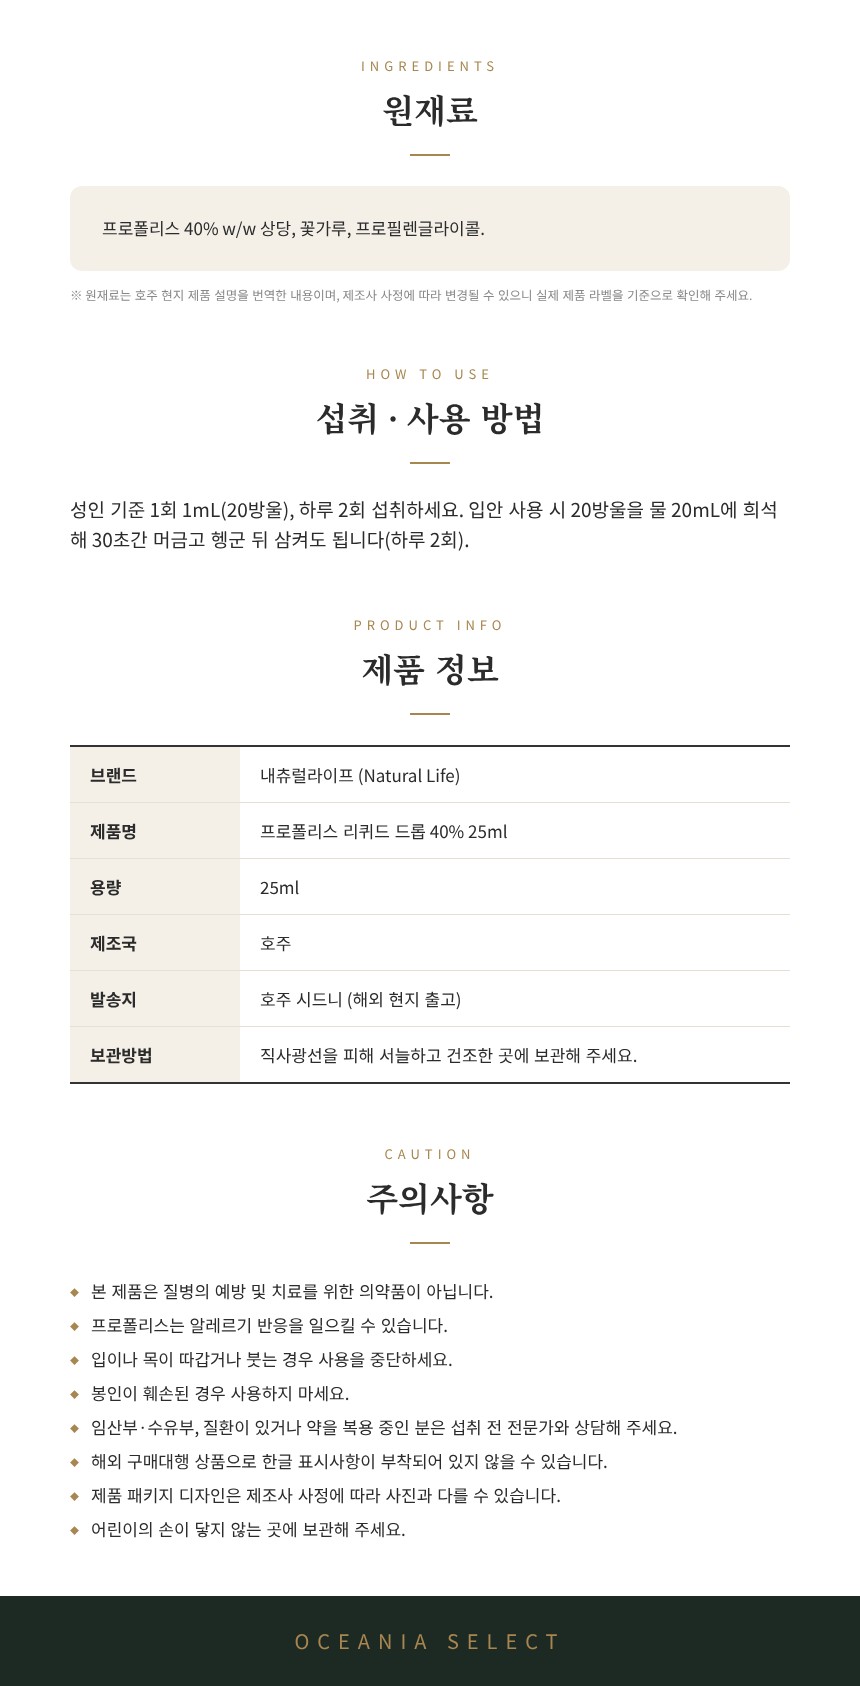 INGREDIENTS
원재료
프로폴리스 40% w/w 상당, 꽃가루, 프로필렌글라이콜.
※ 원재료는 호주 현지 제품 설명을 번역한 내용이며, 제조사 사정에 따라 변경될 수 있으니 실제 제품 라벨을 기준으로 확인해 주세요.
HOW TO USE
섭취 · 사용 방법
성인 기준 1회 1mL(20방울), 하루 2회 섭취하세요. 입안 사용 시 20방울을 물 20mL에 희석
해 30초간 머금고 헹군 뒤 삼켜도 됩니다(하루 2회).
PRODUCT INFO
제품 정보
브랜드 내츄럴라이프 (Natural Life)
제품명 프로폴리스 리퀴드 드롭 40% 25ml
용량 25ml
제조국 호주
발송지 호주 시드니 (해외 현지 출고)
보관방법 직사광선을 피해 서늘하고 건조한 곳에 보관해 주세요.
CAUTION
주의사항
◆ 본 제품은 질병의 예방 및 치료를 위한 의약품이 아닙니다.
◆ 프로폴리스는 알레르기 반응을 일으킬 수 있습니다.
◆ 입이나 목이 따갑거나 붓는 경우 사용을 중단하세요.
◆ 봉인이 훼손된 경우 사용하지 마세요.
◆ 임산부·수유부, 질환이 있거나 약을 복용 중인 분은 섭취 전 전문가와 상담해 주세요.
◆ 해외 구매대행 상품으로 한글 표시사항이 부착되어 있지 않을 수 있습니다.
◆ 제품 패키지 디자인은 제조사 사정에 따라 사진과 다를 수 있습니다.
◆ 어린이의 손이 닿지 않는 곳에 보관해 주세요.
OCEANIA SELECT